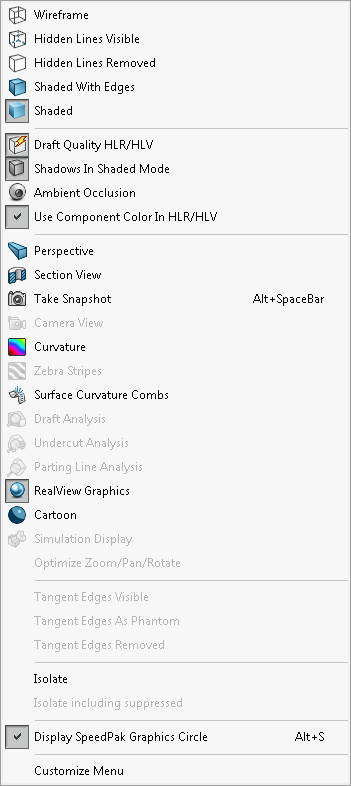 Wireframe
Hidden Lines Visible
Hidden Lines Removed
Shaded With Edges
Shaded
Draft Quality HLR/HLV
Shadows In Shaded Mode
Ambient Occlusion
Use Component Color In HLR/HLV
Perspective
Section View
Take Snapshot Alt+SpaceBar
Camera View
Curvature
Zebra Stripes
Surface Curvature Combs
Draft Analysis
Undercut Analysis
Parting Line Analysis
RealView Graphics
Cartoon
Simulation Display
Optimize Zoom/Pan/Rotate
Tangent Edges Visible
Tangent Edges As Phantom
Tangent Edges Removed
Isolate
Isolate including suppressed
Display SpeedPak Graphics Circle Alt+S
Customize Menu